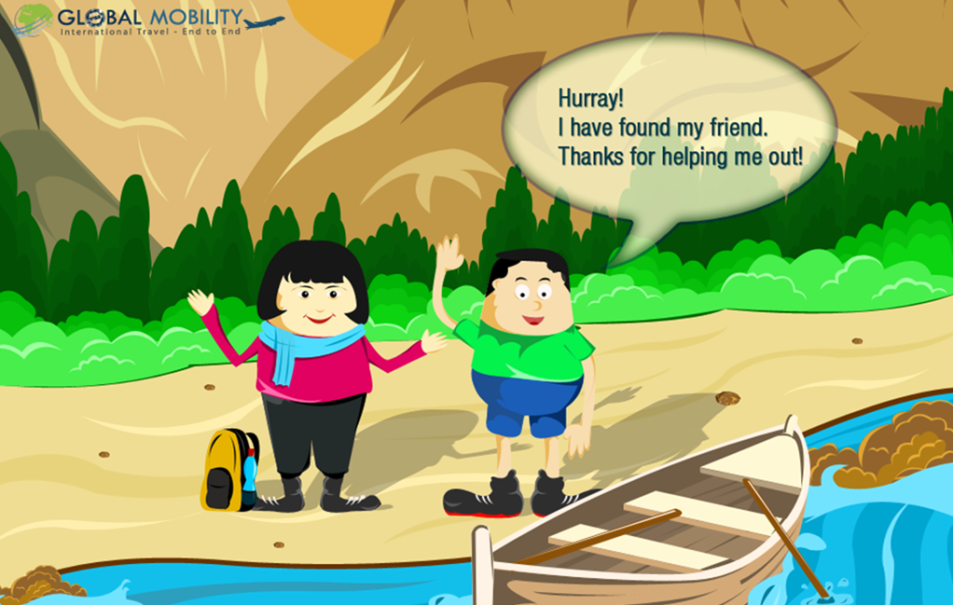 GLOBAL MOBILITY
International Travel - End to End
Hurray!
I have found my friend.
Thanks for helping me out!